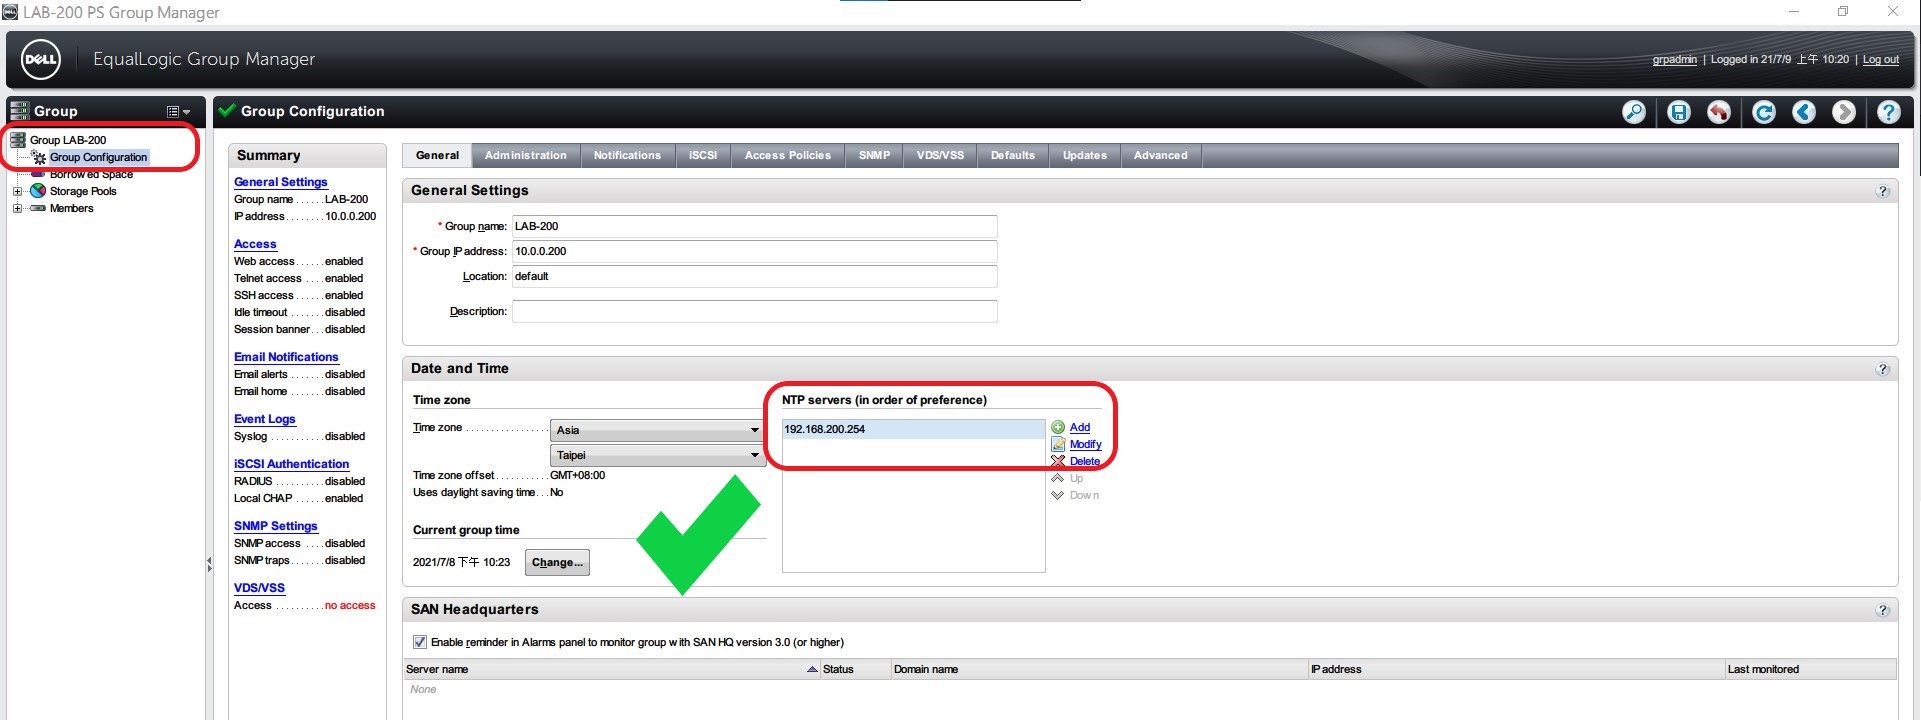 LAB-200 PS Group Manager
DELL
EqualLogic Group Manager
grpadmin | Logged in 21/7/9 上午 10:20 | Log out
Group
Group LAB-200
Group Configuration
Borrowed Space
Storage Pools
Members
Group Configuration
Summary
General Settings
Group name ...... LAB-200
IP address ........ 10.0.0.200
Access
Web access ...... enabled
Telnet access .... enabled
SSH access ...... enabled
Idle timeout ....... disabled
Session banner ... disabled
Email Notifications
Email alerts ....... disabled
Email home ....... disabled
Event Logs
Syslog ........... disabled
iSCSI Authentication
RADIUS ........... disabled
Local CHAP ....... enabled
SNMP Settings
SNMP access .... disabled
SNMP traps ....... disabled
VDS/VSS
Access .......... no access
General
Administration
Notifications
iSCSI
Access Policies
SNMP
VDS/VSS
Defaults
Updates
Advanced
General Settings
* Group name: LAB-200
* Group IP address: 10.0.0.200
Location: default
Description:
Date and Time
Time zone
Time zone ............... Asia
Taipei
Time zone offset .......... GMT+08:00
Uses daylight saving time ... No
Current group time
2021/7/8 下午 10:23
Change...
NTP servers (in order of preference)
192.168.200.254
Add
Modify
Delete
Up
Down
SAN Headquarters
Enable reminder in Alarms panel to monitor group with SAN HQ version 3.0 (or higher)
Server name Status Domain name IP address Last monitored
None